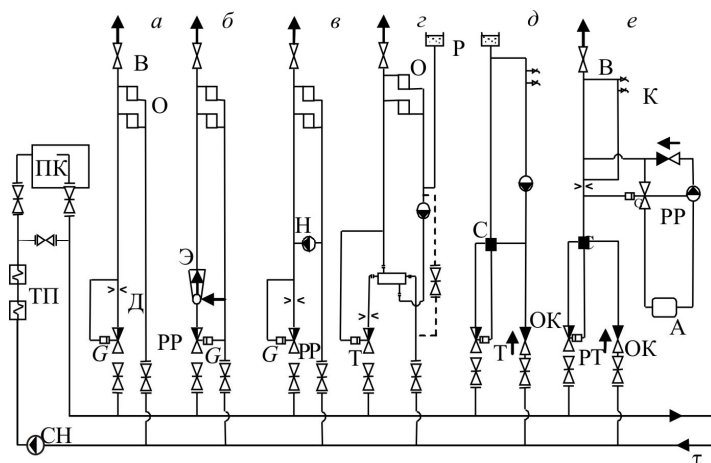 а б в г д е
В О Р О В К
ПК
Н
РР
G
Э С С
ТП Д А
ОК РТ ОК
G РР G G РР Т Т
СН
τ